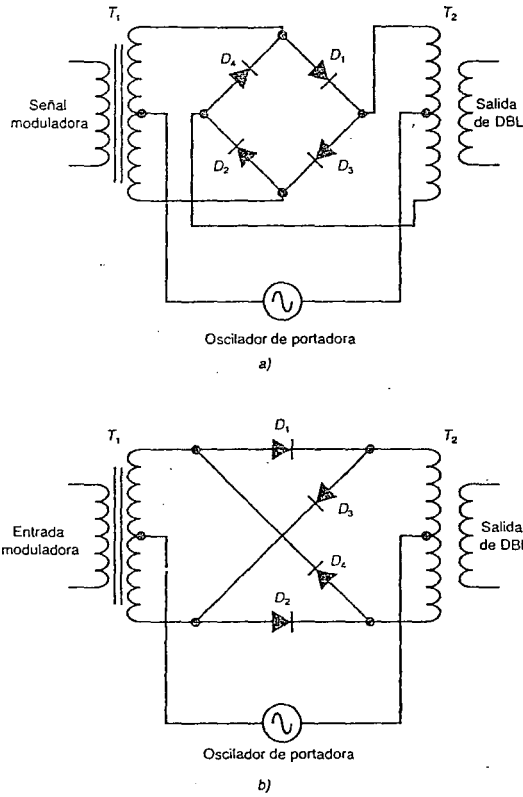 T₁
T₂
D₄
D₁
Señal
moduladora
Salida
de DBL
D₂
D₃
Oscilador de portadora
a)
D₁
T₁
T₂
D₃
Entrada
moduladora
Salida
de DBL
D₄
D₂
Oscilador de portadora
b)